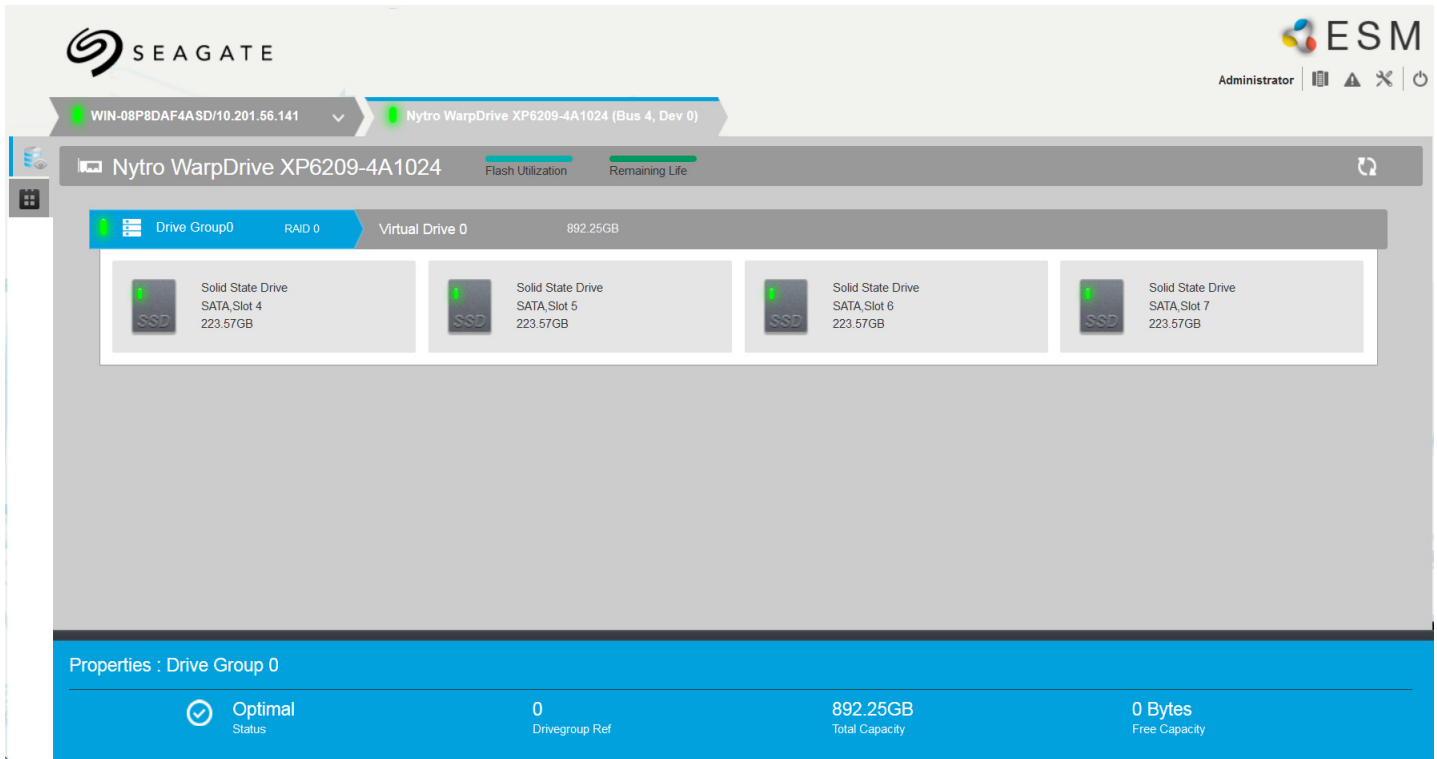 SEAGATE
ESM
Administrator
WIN-08P8DAF4ASD/10.201.56.141
Nytro WarpDrive XP6209-4A1024 (Bus 4, Dev 0)
Nytro WarpDrive XP6209-4A1024
Flash Utilization
Remaining Life
Drive Group0
RAID 0
Virtual Drive 0
892.25GB
SSD
Solid State Drive
SATA,Slot 4
223.57GB
SSD
Solid State Drive
SATA,Slot 5
223.57GB
SSD
Solid State Drive
SATA,Slot 6
223.57GB
SSD
Solid State Drive
SATA,Slot 7
223.57GB
Properties : Drive Group 0
Optimal
Status
0
Drivegroup Ref
892.25GB
Total Capacity
0 Bytes
Free Capacity